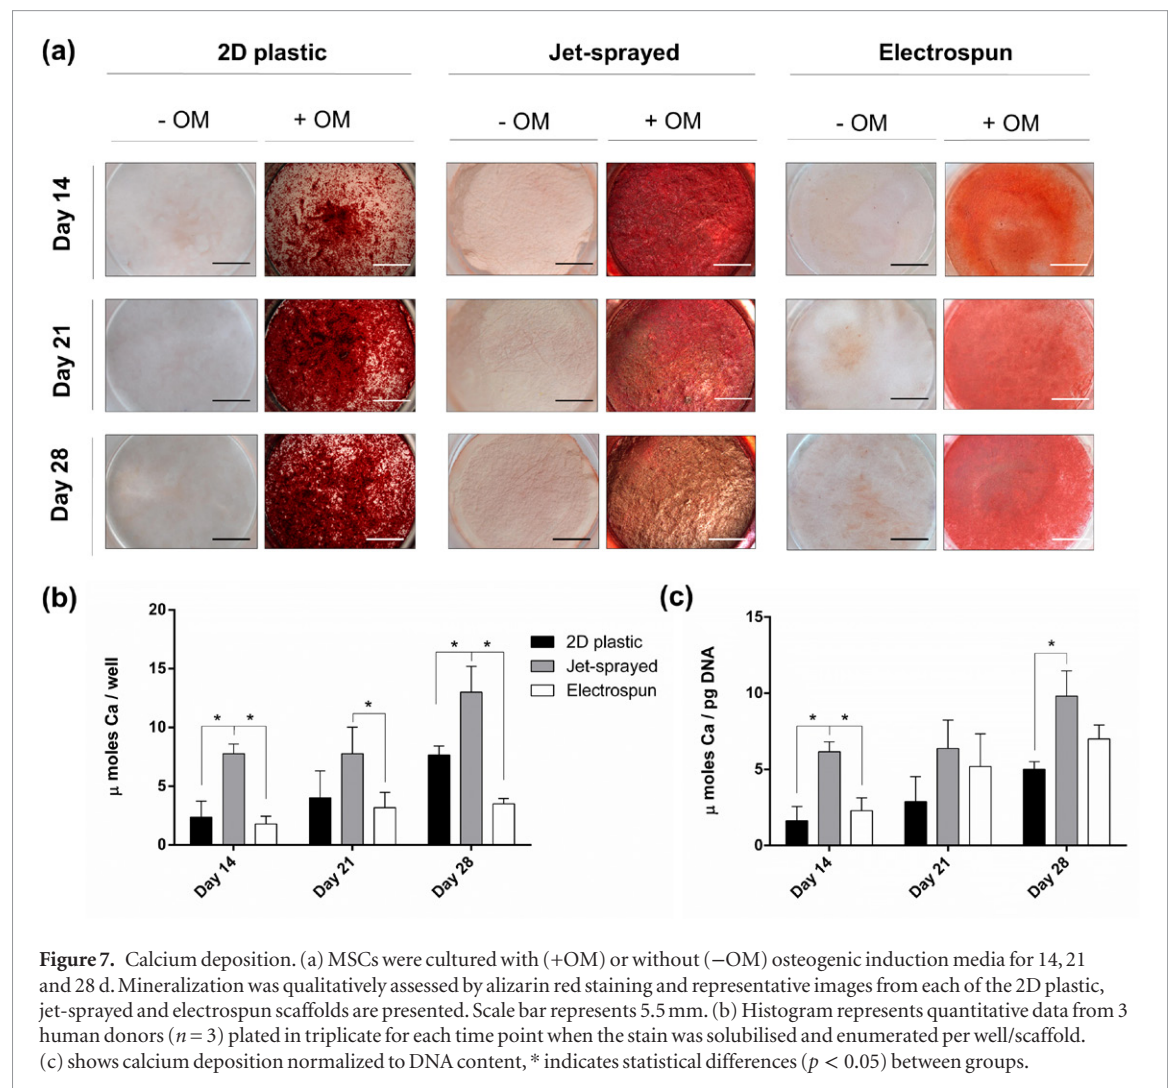 (a)
2D plastic
Jet-sprayed
Electrospun
- OM
+ OM
- OM
+ OM
- OM
+ OM
Day 14
Day 21
Day 28
(b)
μ moles Ca / well
20
15
10
5
0
* *
*
* *
2D plastic
Jet-sprayed
Electrospun
Day 14
Day 21
Day 28
(c)
μ moles Ca / pg DNA
15
10
5
0
* *
*
Day 14
Day 21
Day 28
Figure 7. Calcium deposition. (a) MSCs were cultured with (+OM) or without (−OM) osteogenic induction media for 14, 21
and 28 d. Mineralization was qualitatively assessed by alizarin red staining and representative images from each of the 2D plastic,
jet-sprayed and electrospun scaffolds are presented. Scale bar represents 5.5 mm. (b) Histogram represents quantitative data from 3
human donors (n = 3) plated in triplicate for each time point when the stain was solubilised and enumerated per well/scaffold.
(c) shows calcium deposition normalized to DNA content, * indicates statistical differences (p < 0.05) between groups.